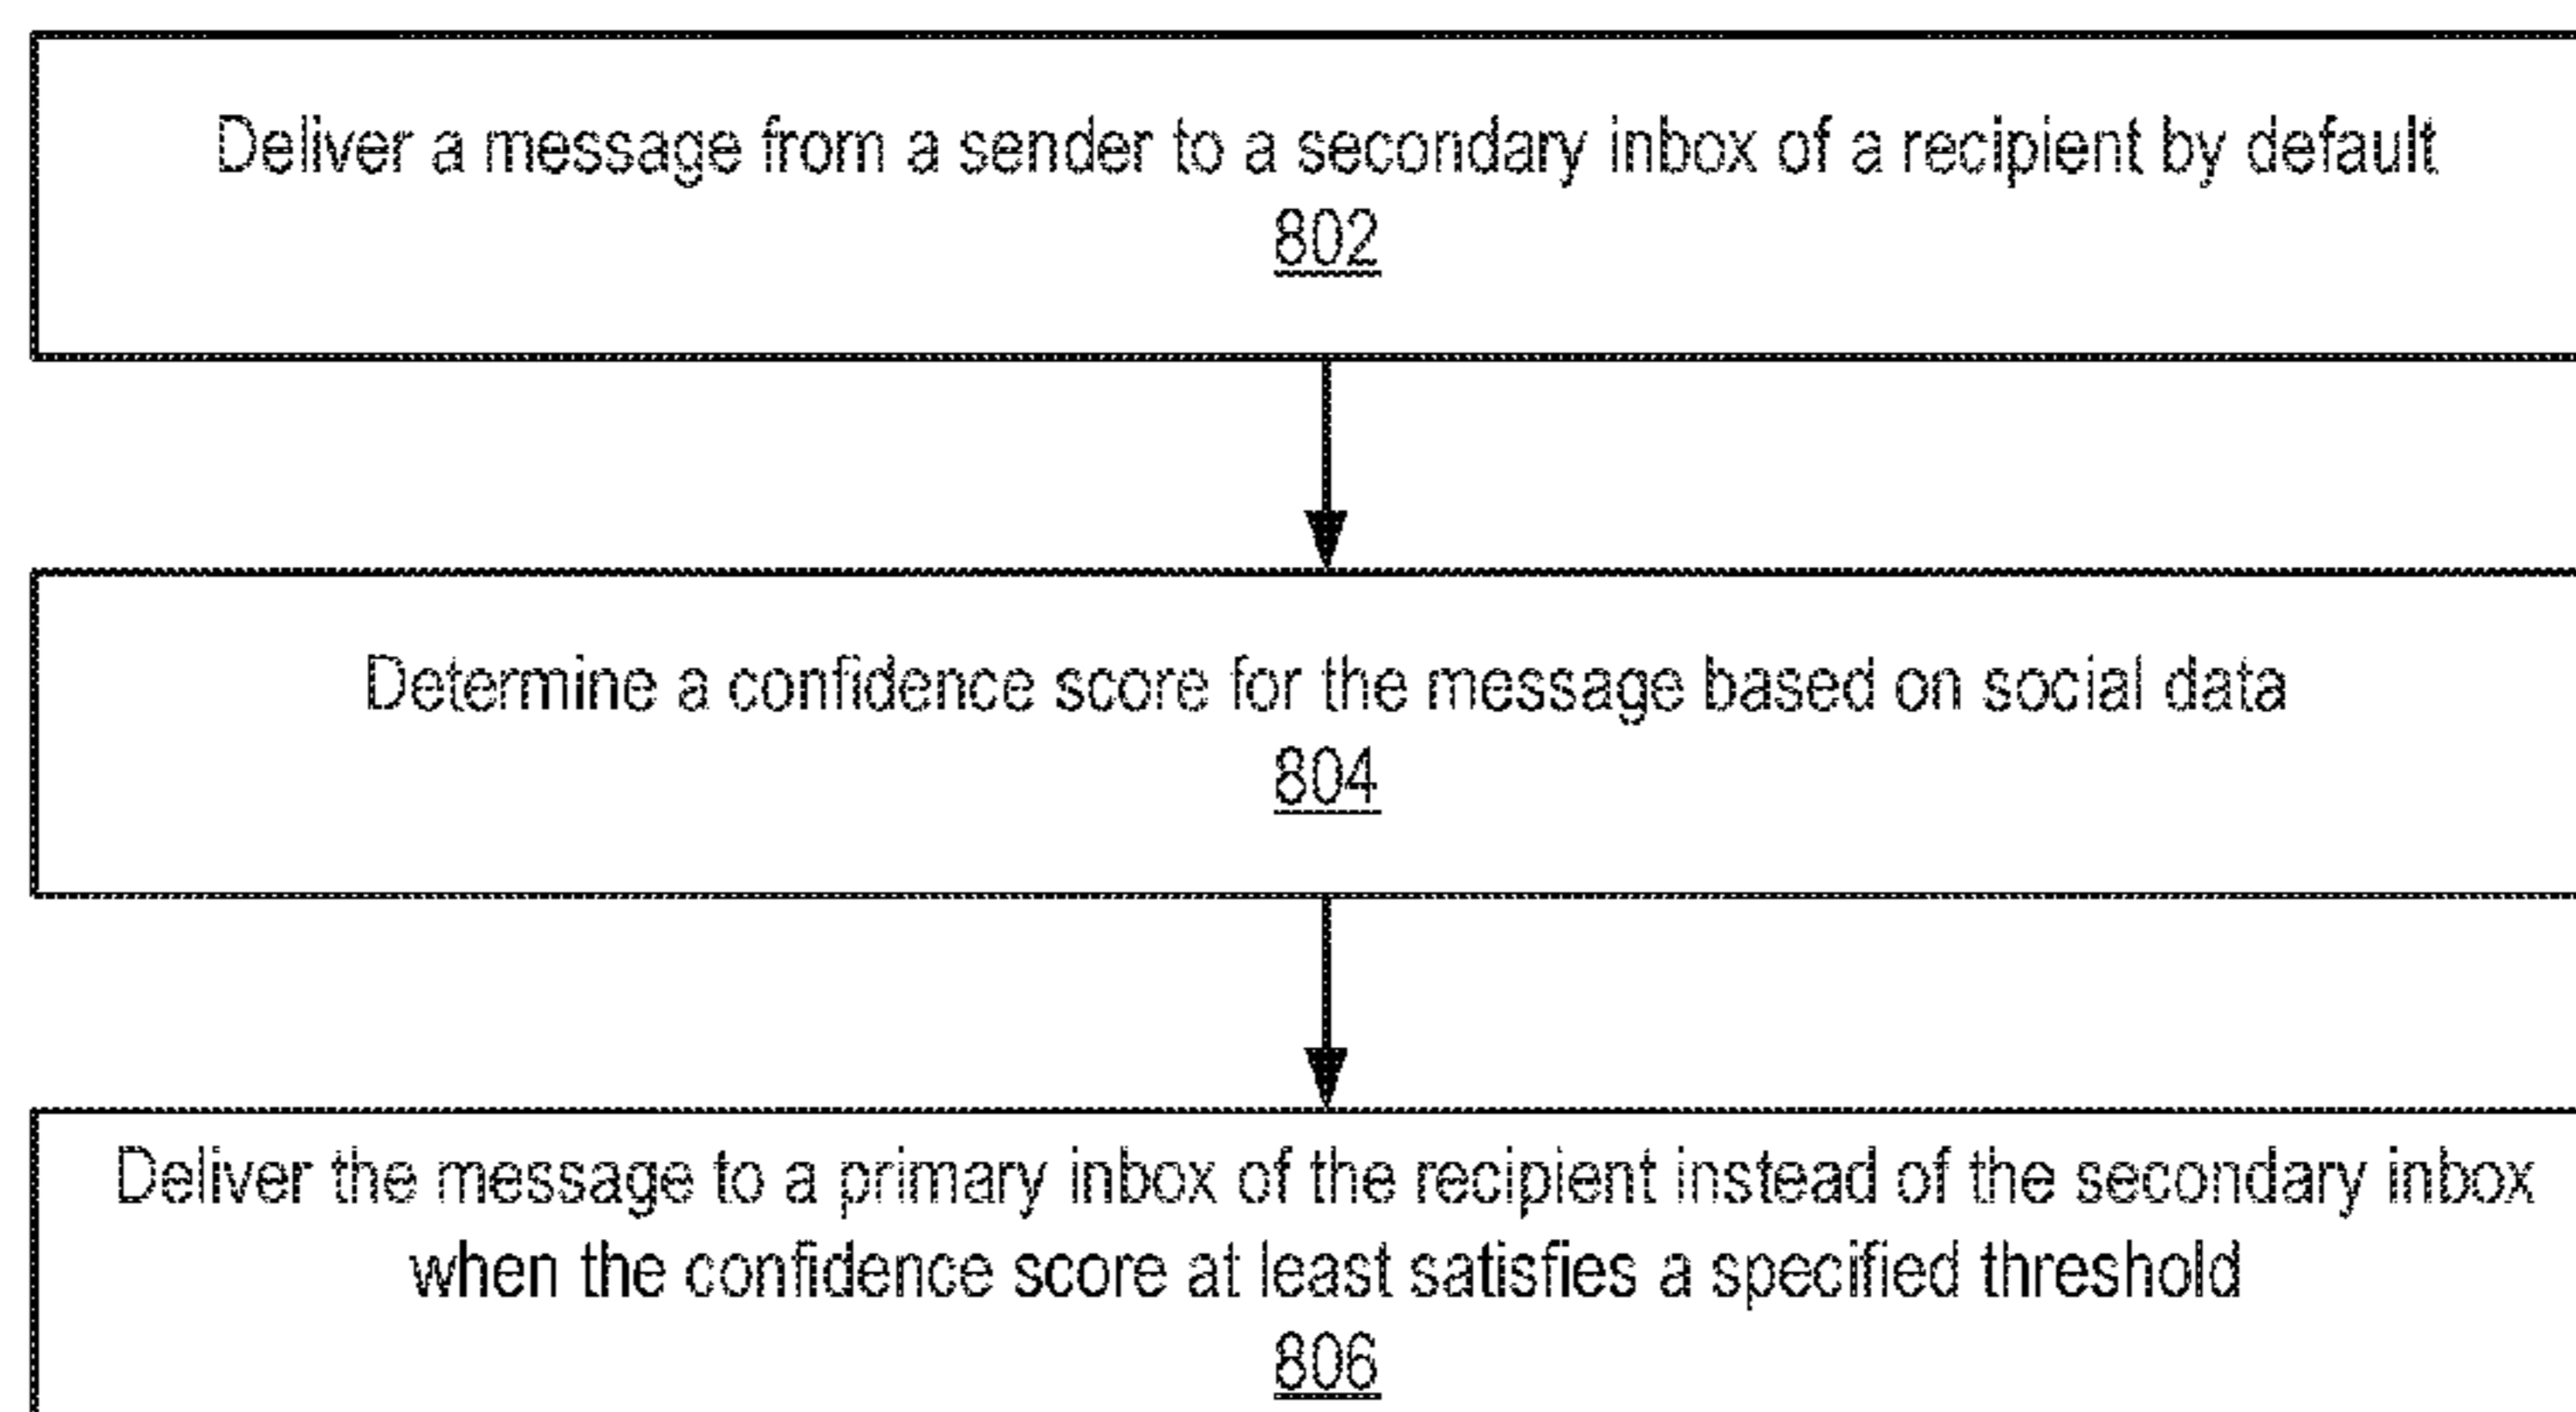 Deliver a message from a sender to a secondary inbox of a recipient by default
802
Determine a confidence score for the message based on social data
804
Deliver the message to a primary inbox of the recipient instead of the secondary inbox
when the confidence score at least satisfies a specified threshold
806